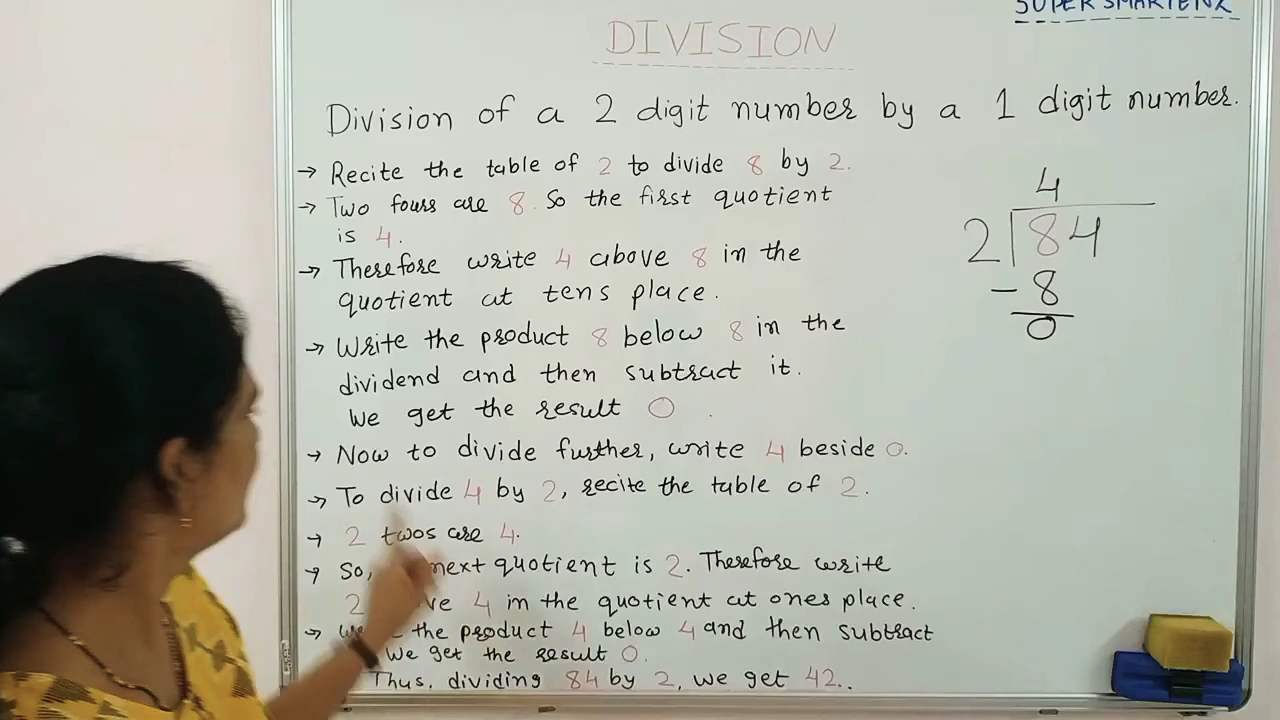 SUPER SMARTENZ
DIVISION
Division of a 2 digit number by a 1 digit number.
→ Recite the table of 2 to divide 8 by 2.
→ Two fours are 8. So the first quotient
is 4.
→ Therefore write 4 above 8 in the
quotient at tens place.
→ Write the product 8 below 8 in the
dividend and then subtract it.
We get the result 0.
→ Now to divide further, write 4 beside 0.
→ To divide 4 by 2, recite the table of 2.
→ 2 twos are 4.
→ So, next quotient is 2. Therefore write
2 4 in the quotient at ones place.
→ the product 4 below 4 and then subtract
We get the result 0.
Thus, dividing 84 by 2, we get 42..
4
2 84
- 8
0